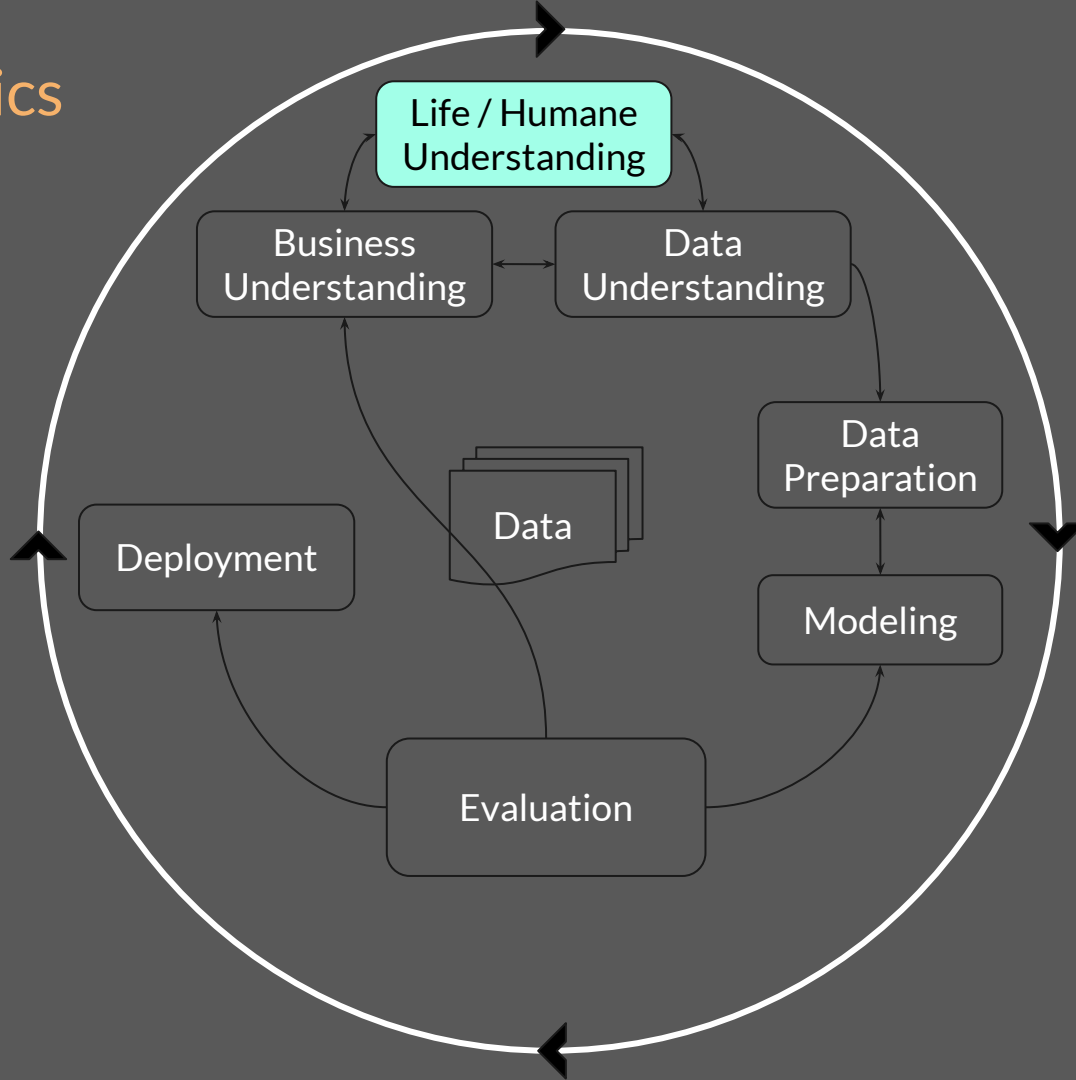 ics
Life / Humane
Understanding
Business
Understanding
Data
Understanding
Data
Preparation
Data
Deployment
Modeling
Evaluation